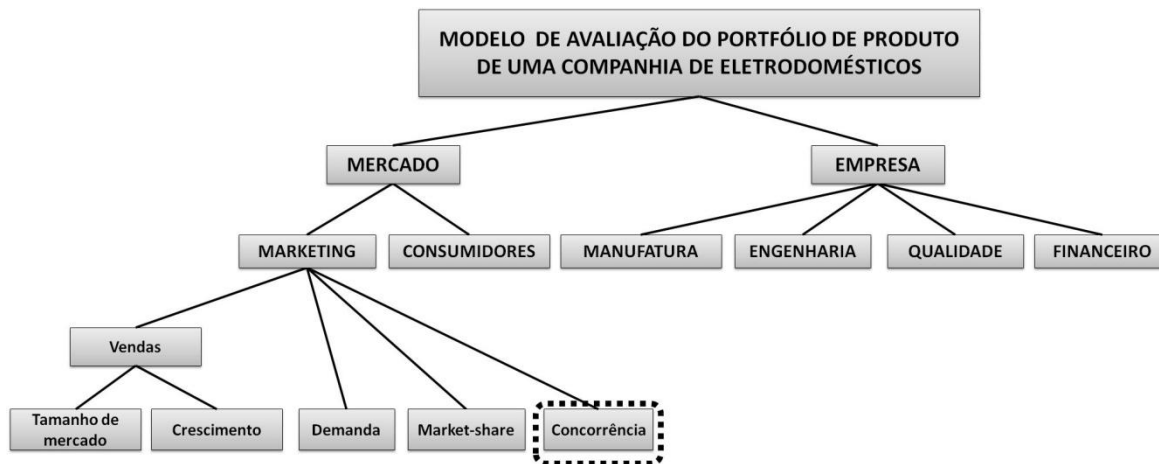 MODELO DE AVALIAÇÃO DO PORTFÓLIO DE PRODUTO
DE UMA COMPANHIA DE ELETRODOMÉSTICOS
MERCADO
EMPRESA
MARKETING
CONSUMIDORES
MANUFATURA
ENGENHARIA
QUALIDADE
FINANCEIRO
Vendas
Tamanho de
mercado
Crescimento
Demanda
Market-share
Concorrência